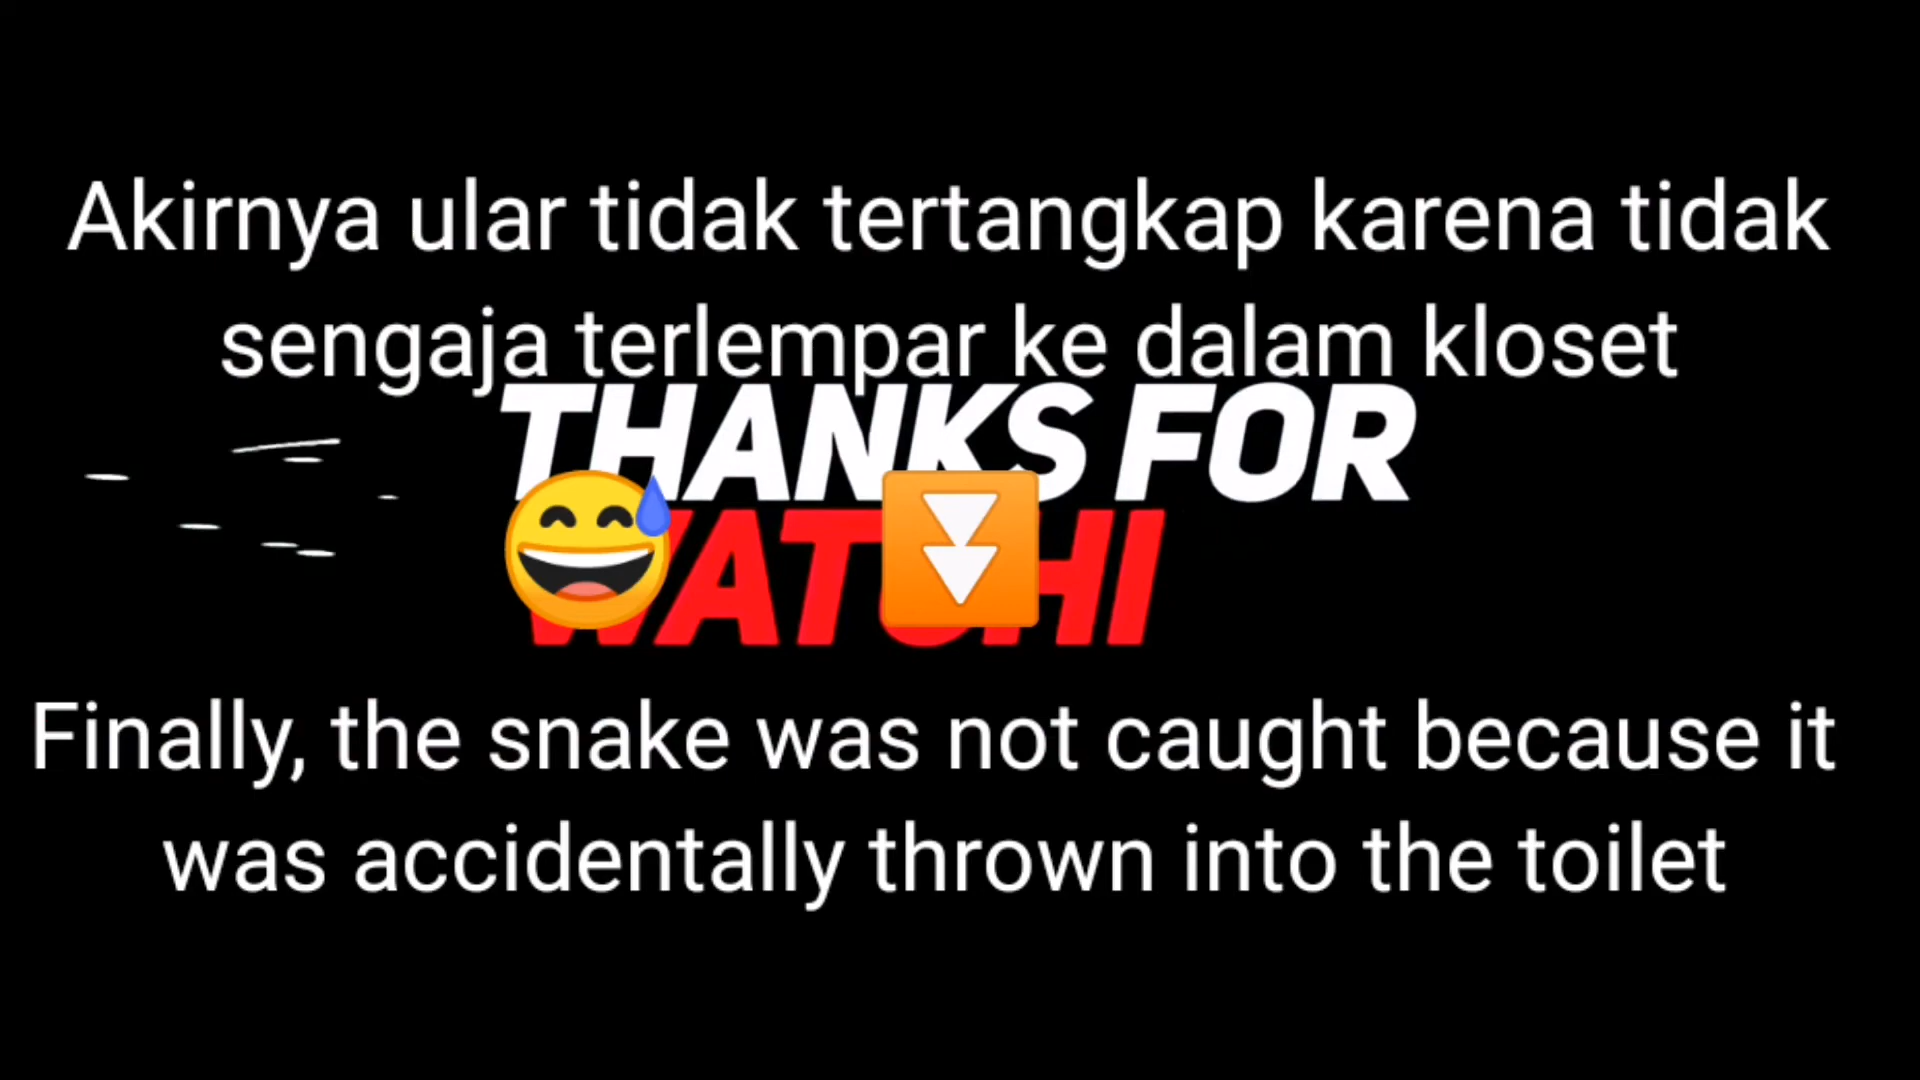 Akirnya ular tidak tertangkap karena tidak
sengaja terlempar ke dalam kloset
THANKS FOR
WATCHI
Finally, the snake was not caught because it
was accidentally thrown into the toilet